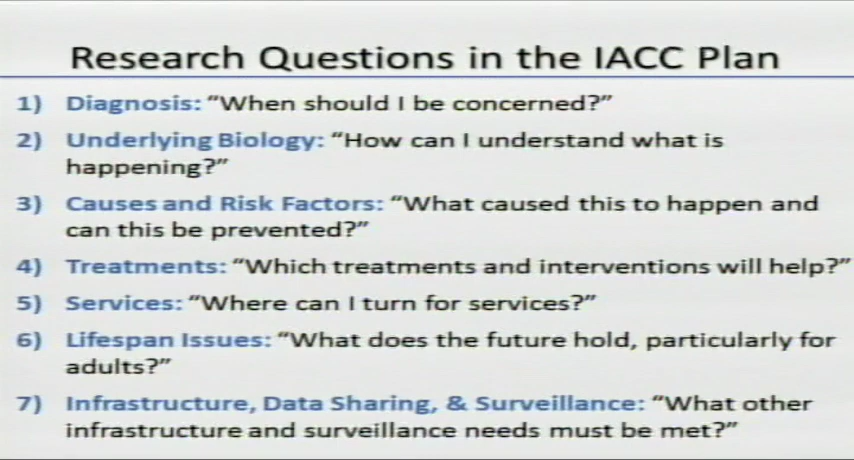 Research Questions in the IACC Plan
1) Diagnosis: “When should I be concerned?”
2) Underlying Biology: “How can I understand what is
happening?”
3) Causes and Risk Factors: “What caused this to happen and
can this be prevented?”
4) Treatments: “Which treatments and interventions will help?”
5) Services: “Where can I turn for services?”
6) Lifespan Issues: “What does the future hold, particularly for
adults?”
7) Infrastructure, Data Sharing, & Surveillance: “What other
infrastructure and surveillance needs must be met?”